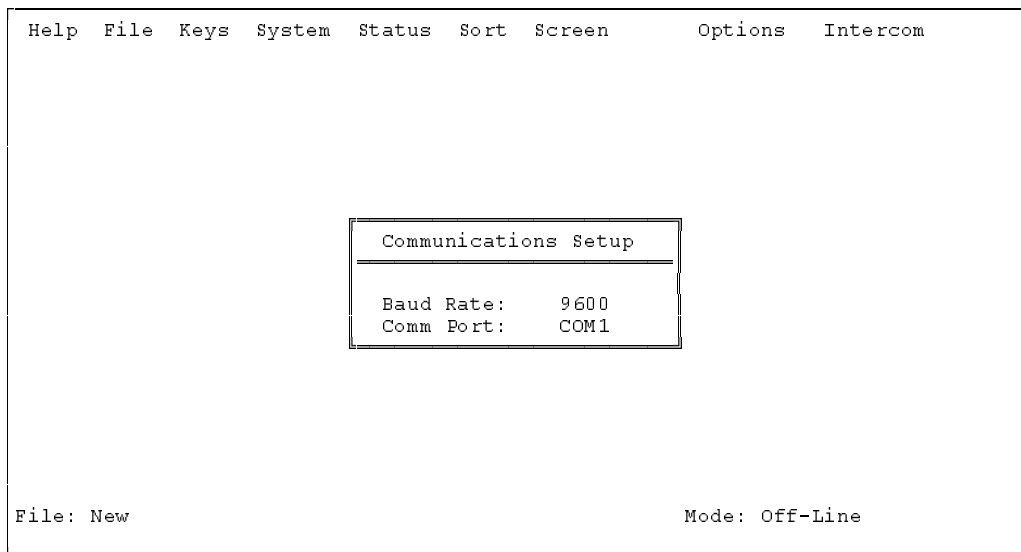 Help File Keys System Status Sort Screen Options Intercom
Communications Setup
Baud Rate: 9600
Comm Port: COM1
File: New Mode: Off-Line